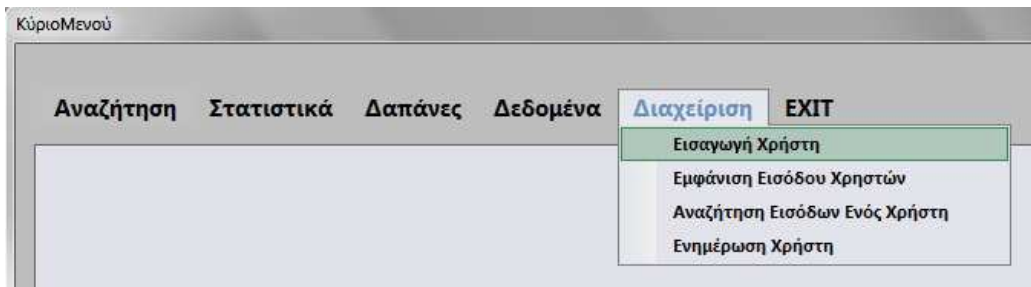 ΚύριοΜενού
Αναζήτηση Στατιστικά Δαπάνες Δεδομένα Διαχείριση EXIT
Εισαγωγή Χρήστη
Εμφάνιση Εισόδου Χρηστών
Αναζήτηση Εισόδων Ενός Χρήστη
Ενημέρωση Χρήστη